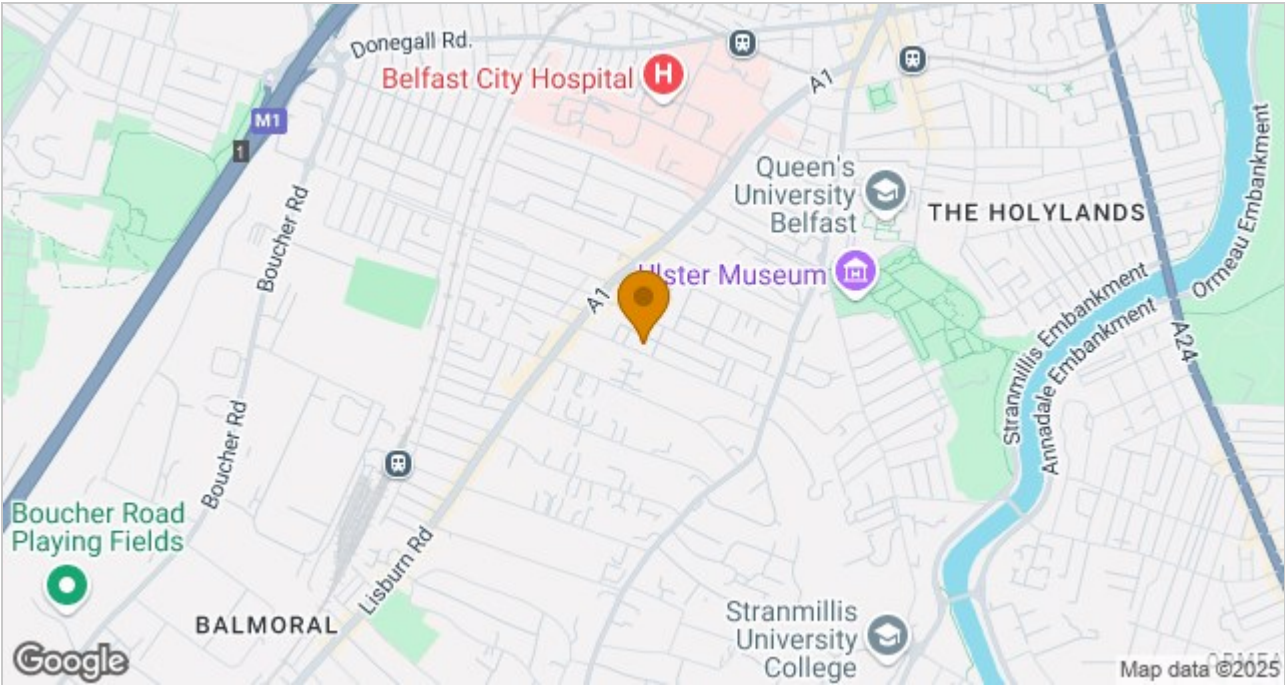 Donegall Rd.
Belfast City Hospital
H
A1
M1
1
Queen's
University
Belfast
THE HOLYLANDS
Boucher Rd
Ulster Museum
A1
Ormeau Embankment
Stranmillis Embankment
Annadale Embankment
A24
Boucher Rd
Boucher Road
Playing Fields
Lisburn Rd
BALMORAL
Stranmillis
University
College
Google
Map data ©2025